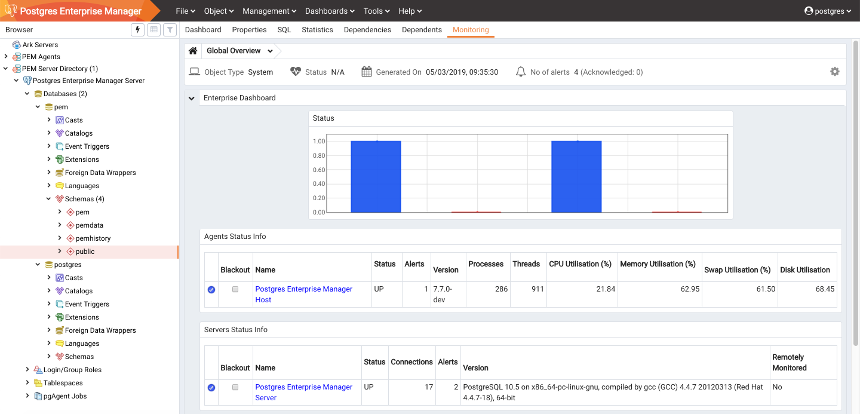 Postgres Enterprise Manager File Object Management Dashboards Tools Help postgres
Browser Dashboard Properties SQL Statistics Dependencies Dependents Monitoring
Ark Servers
PEM Agents
PEM Server Directory (1)
Postgres Enterprise Manager Server
Databases (2)
pem
Casts
Catalogs
Event Triggers
Extensions
Foreign Data Wrappers
Languages
Schemas (4)
pem
pemdata
pemhistory
public
postgres
Casts
Catalogs
Event Triggers
Extensions
Foreign Data Wrappers
Languages
Schemas
Login/Group Roles
Tablespaces
pgAgent Jobs
Global Overview
Object Type System Status N/A Generated On 05/03/2019, 09:35:30 No of alerts 4 (Acknowledged: 0)
Enterprise Dashboard
Status
1.00
0.80
0.60
0.40
0.20
0.00
Agents Status Info
Blackout Name Status Alerts Version Processes Threads CPU Utilisation (%) Memory Utilisation (%) Swap Utilisation (%) Disk Utilisation
Postgres Enterprise Manager UP 1 7.7.0- 286 911 21.84 62.95 61.50 68.45
Host dev
Servers Status Info
Blackout Name Status Connections Alerts Version Remotely
Monitored
Postgres Enterprise Manager UP 17 2 PostgreSQL 10.5 on x86_64-pc-linux-gnu, compiled by gcc (GCC) 4.4.7 20120313 (Red Hat No
Server 4.4.7-18), 64-bit